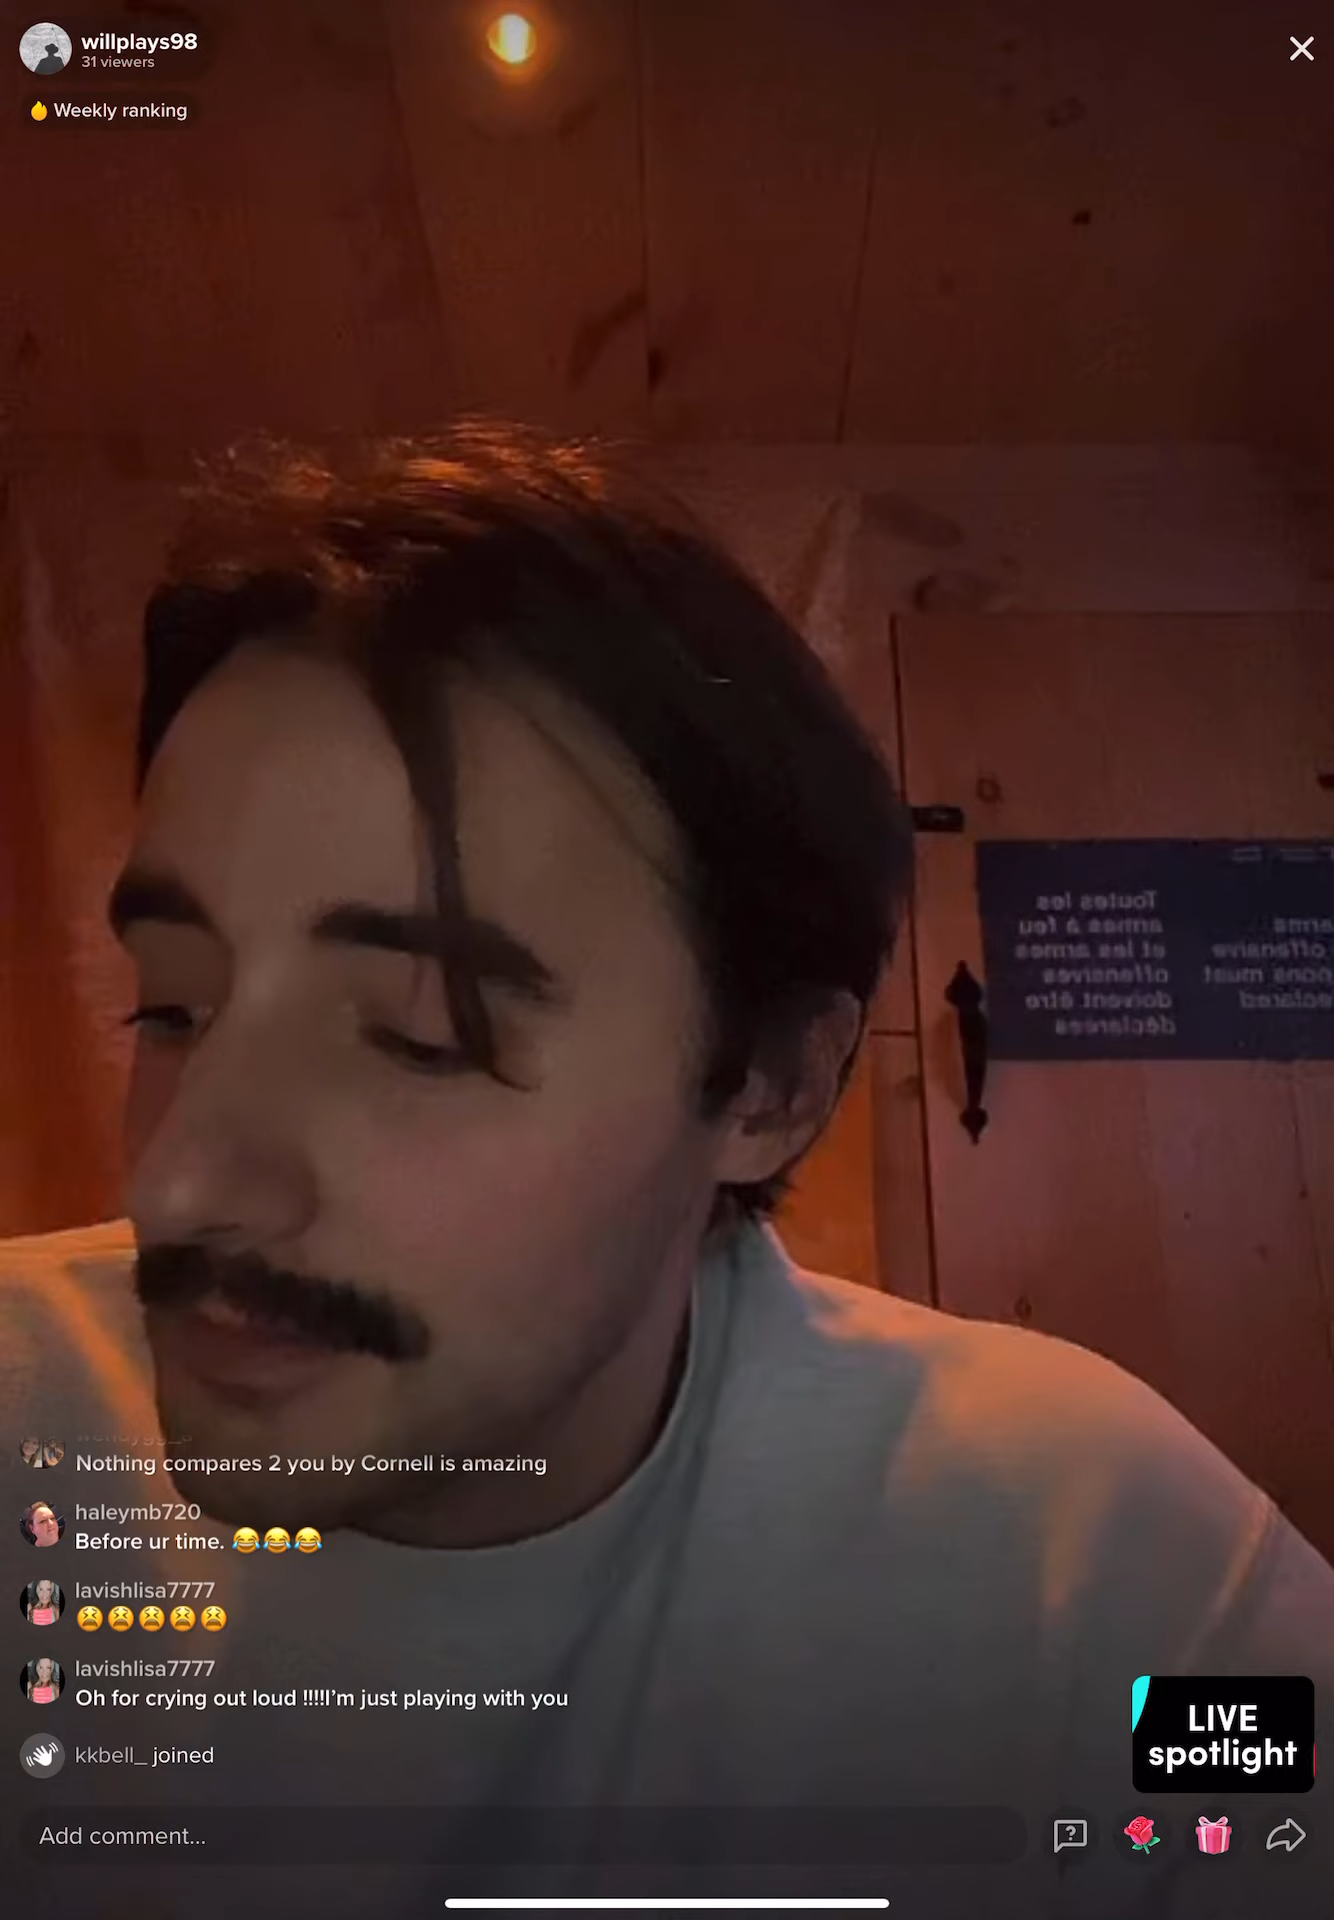 willplays98
31 viewers
Weekly ranking
Toutes les
armes à feu
et les armes
offensives
doivent être
déclarées
offensive
must
Nothing compares 2 you by Cornell is amazing
haleymb720
Before ur time. 😂😂😂
lavishlisa7777
😫😫😫😫😫
lavishlisa7777
Oh for crying out loud !!!!I'm just playing with you
kkbell_ joined
LIVE
spotlight
Add comment...